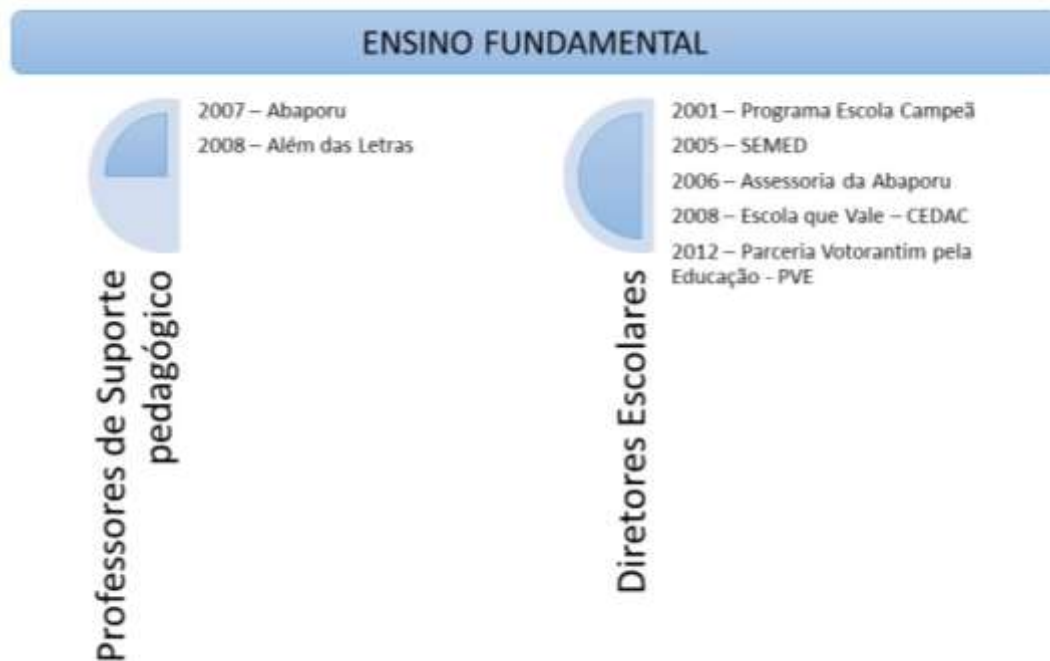 ENSINO FUNDAMENTAL
2007 – Abaporu
2008 – Além das Letras
Professores de Suporte
pedagógico
2001 – Programa Escola Campeã
2005 – SEMED
2006 – Assessoria da Abaporu
2008 – Escola que Vale – CEDAC
2012 – Parceria Votorantim pela
Educação - PVE
Diretores Escolares